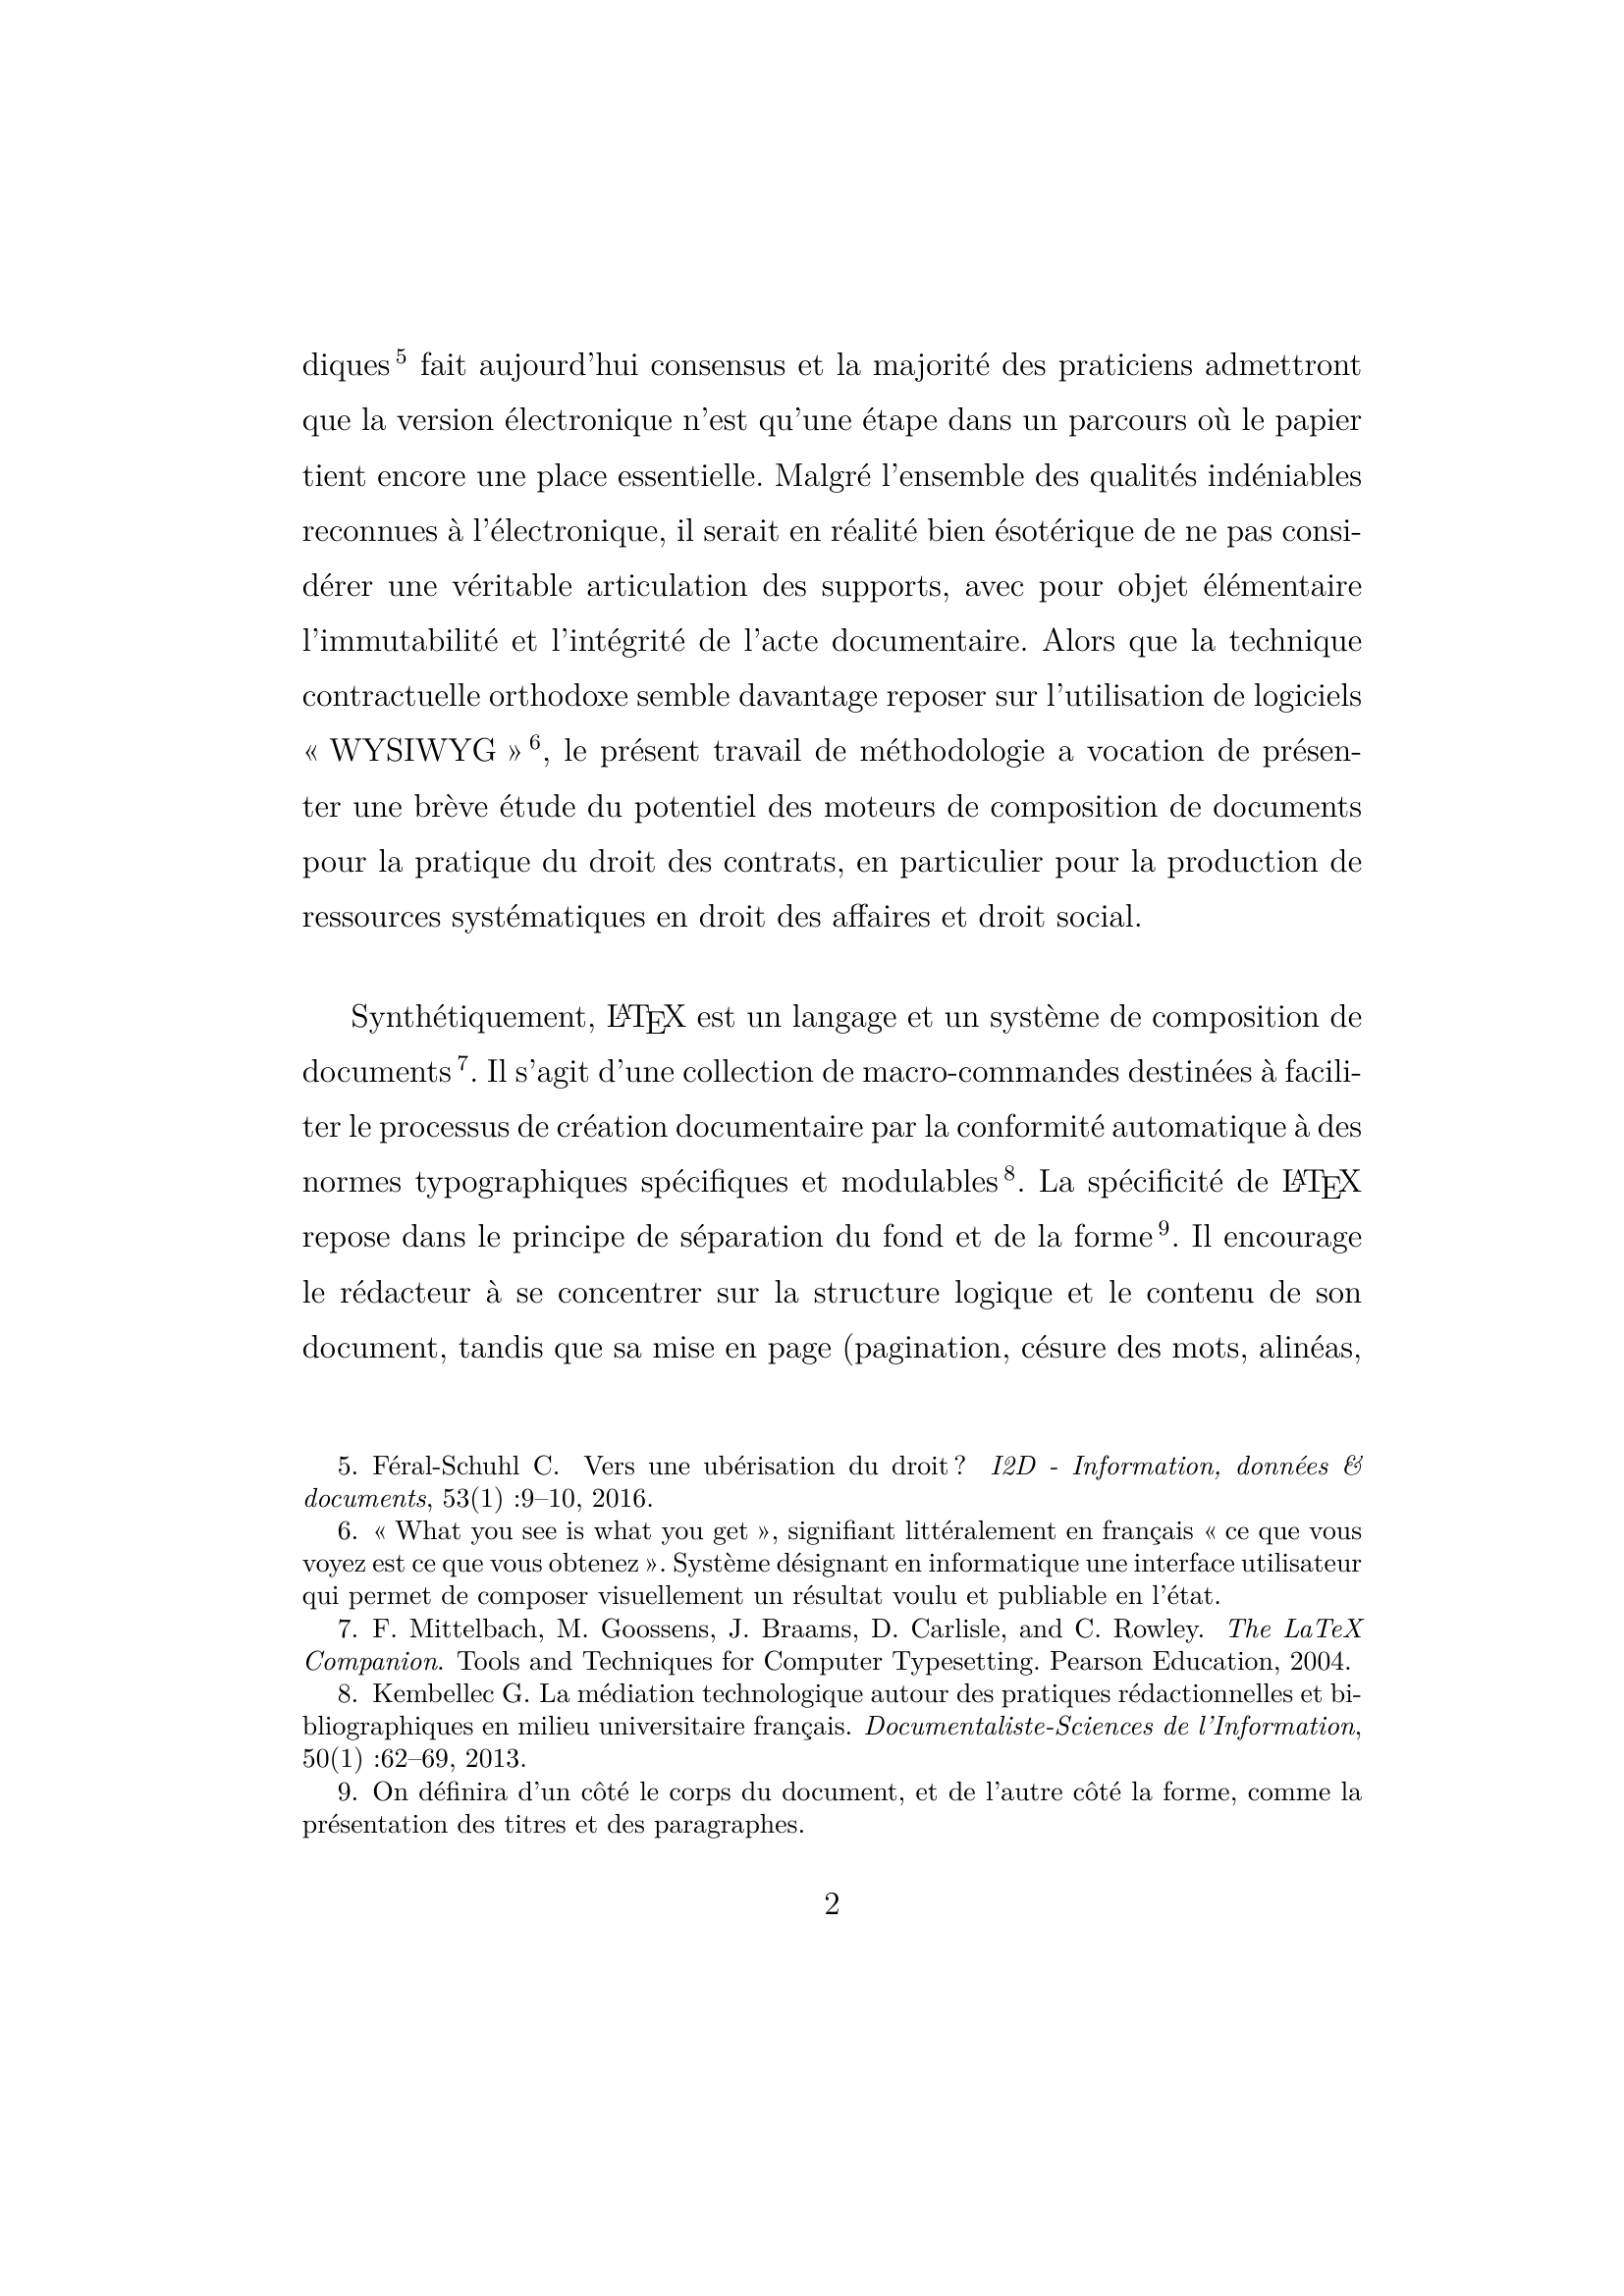 diques 5 fait aujourd'hui consensus et la majorité des praticiens admettront
que la version électronique n'est qu'une étape dans un parcours où le papier
tient encore une place essentielle. Malgré l'ensemble des qualités indéniables
reconnues à l'électronique, il serait en réalité bien ésotérique de ne pas consi-
dérer une véritable articulation des supports, avec pour objet élémentaire
l'immutabilité et l'intégrité de l'acte documentaire. Alors que la technique
contractuelle orthodoxe semble davantage reposer sur l'utilisation de logiciels
« WYSIWYG » 6, le présent travail de méthodologie a vocation de présen-
ter une brève étude du potentiel des moteurs de composition de documents
pour la pratique du droit des contrats, en particulier pour la production de
ressources systématiques en droit des affaires et droit social.
Synthétiquement, LATEX est un langage et un système de composition de
documents 7. Il s'agit d'une collection de macro-commandes destinées à facili-
ter le processus de création documentaire par la conformité automatique à des
normes typographiques spécifiques et modulables 8. La spécificité de LATEX
repose dans le principe de séparation du fond et de la forme 9. Il encourage
le rédacteur à se concentrer sur la structure logique et le contenu de son
document, tandis que sa mise en page (pagination, césure des mots, alinéas,
5. Féral-Schuhl C. Vers une ubérisation du droit ? I2D - Information, données &
documents, 53(1) :9–10, 2016.
6. « What you see is what you get », signifiant littéralement en français « ce que vous
voyez est ce que vous obtenez ». Système désignant en informatique une interface utilisateur
qui permet de composer visuellement un résultat voulu et publiable en l'état.
7. F. Mittelbach, M. Goossens, J. Braams, D. Carlisle, and C. Rowley. The LaTeX
Companion. Tools and Techniques for Computer Typesetting. Pearson Education, 2004.
8. Kembellec G. La médiation technologique autour des pratiques rédactionnelles et bi-
bliographiques en milieu universitaire français. Documentaliste-Sciences de l'Information,
50(1) :62–69, 2013.
9. On définira d'un côté le corps du document, et de l'autre côté la forme, comme la
présentation des titres et des paragraphes.
2